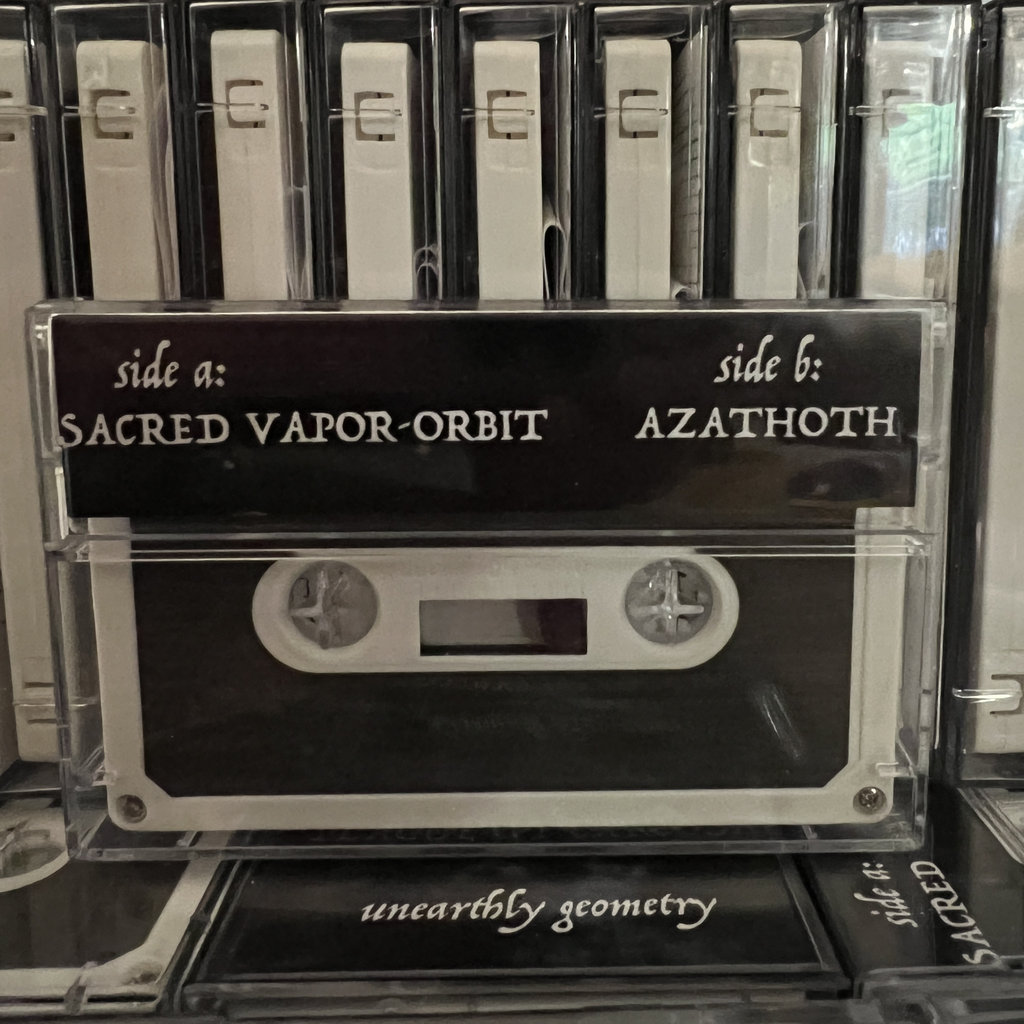 side a:
SACRED VAPOR-ORBIT
side b:
AZATHOTH
unearthly geometry
side a:
SACRED